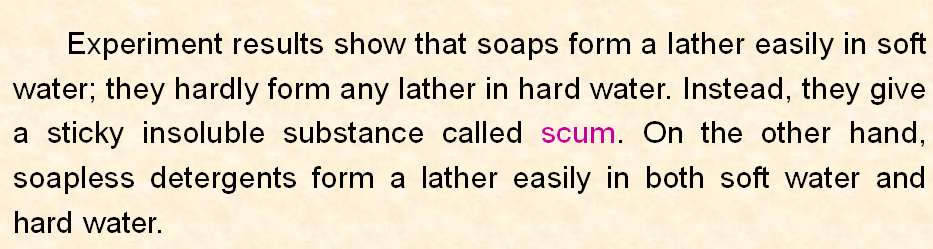 Experiment results show that soaps form a lather easily in soft
water; they hardly form any lather in hard water. Instead, they give
a sticky insoluble substance called scum. On the other hand,
soapless detergents form a lather easily in both soft water and
hard water.